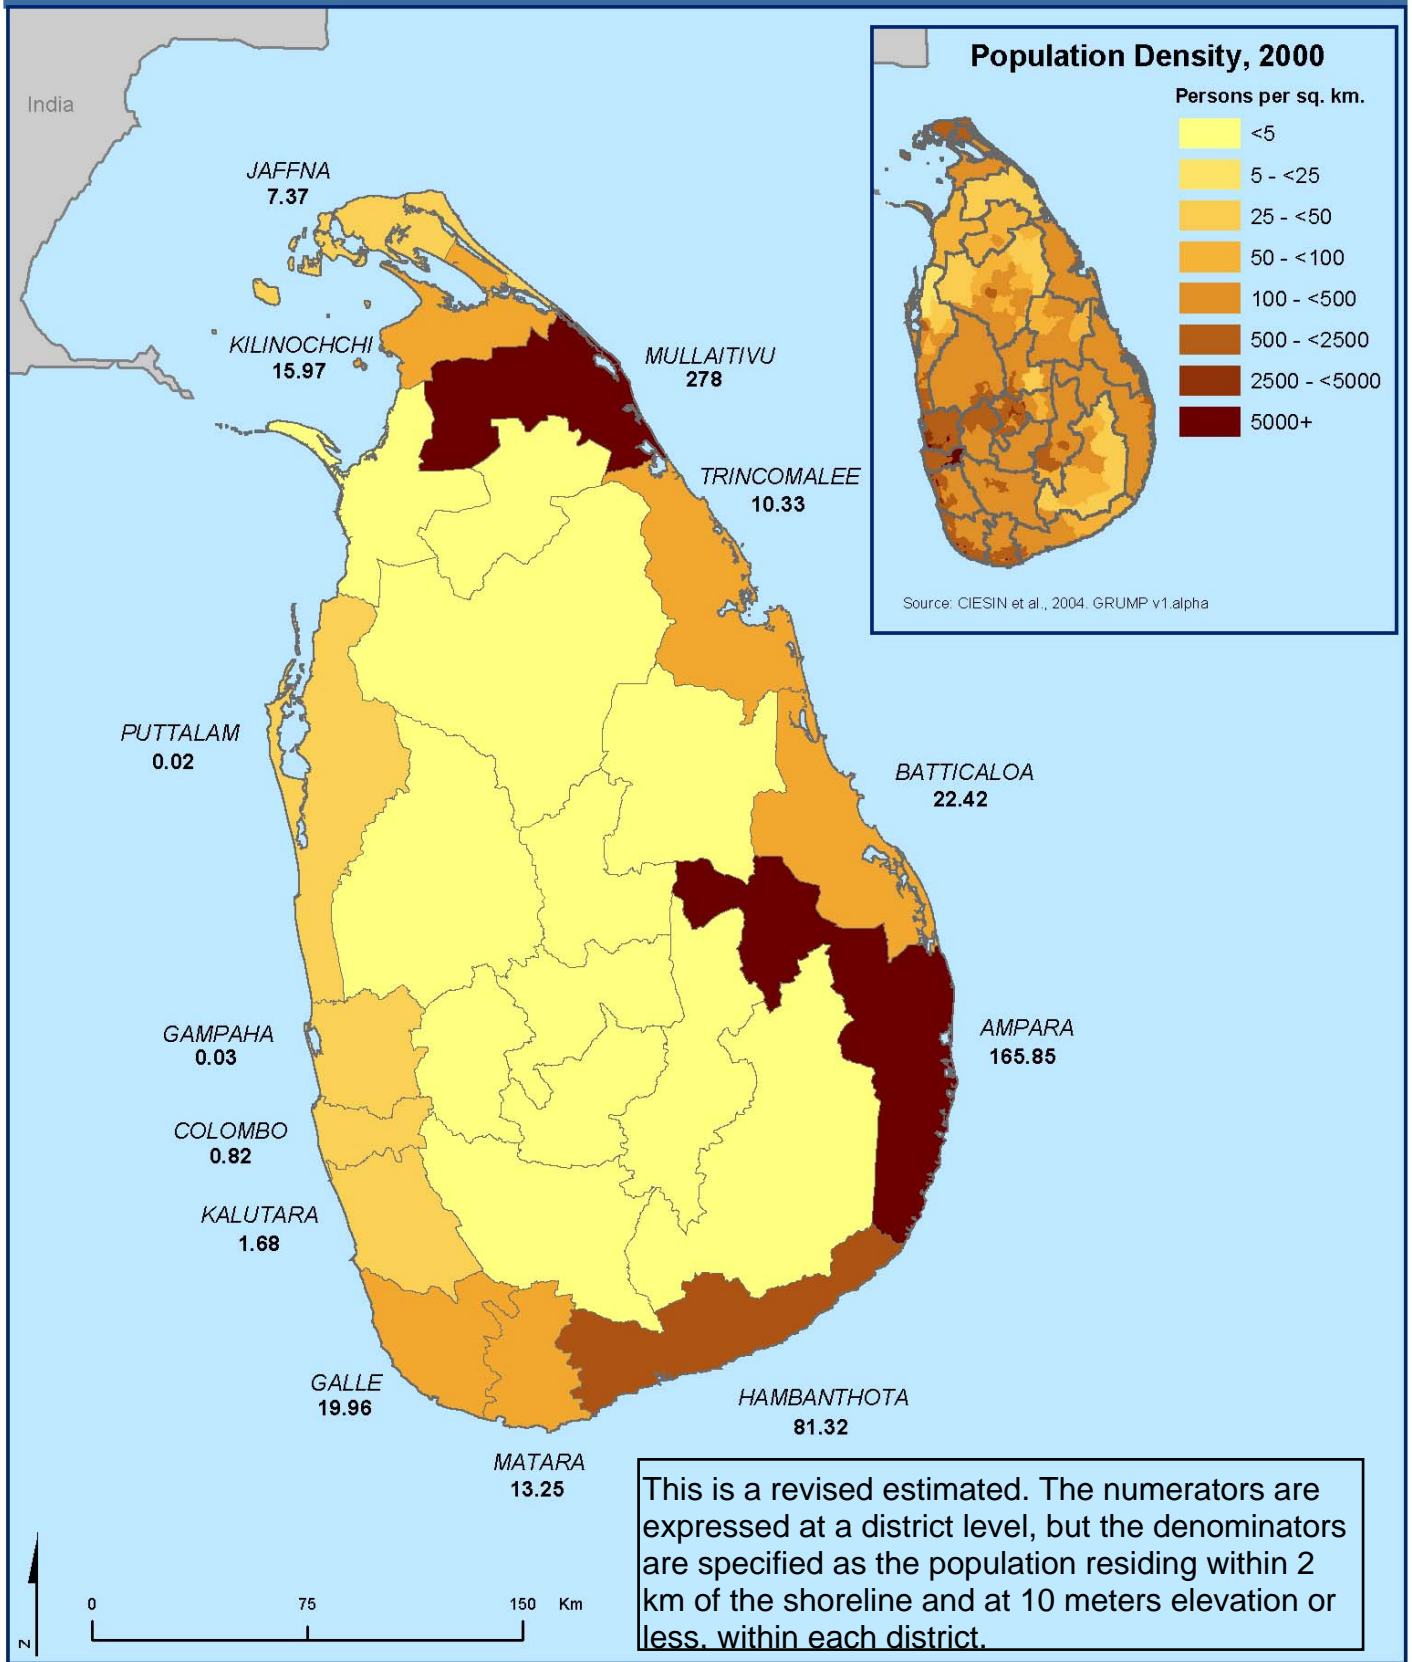 India
Population Density, 2000
Persons per sq. km.
<5
5 - <25
25 - <50
50 - <100
100 - <500
500 - <2500
2500 - <5000
5000+
Source: CIESIN et al., 2004. GRUMP v1.alpha
JAFFNA
7.37
KILINOCHCHI
15.97
MULLAITIVU
278
TRINCOMALEE
10.33
PUTTALAM
0.02
BATTICALOA
22.42
GAMPAHA
0.03
AMPARA
165.85
COLOMBO
0.82
KALUTARA
1.68
GALLE
19.96
HAMBANTHOTA
81.32
MATARA
13.25
This is a revised estimated. The numerators are
expressed at a district level, but the denominators
are specified as the population residing within 2
km of the shoreline and at 10 meters elevation or
less, within each district.
0 75 150 Km
N